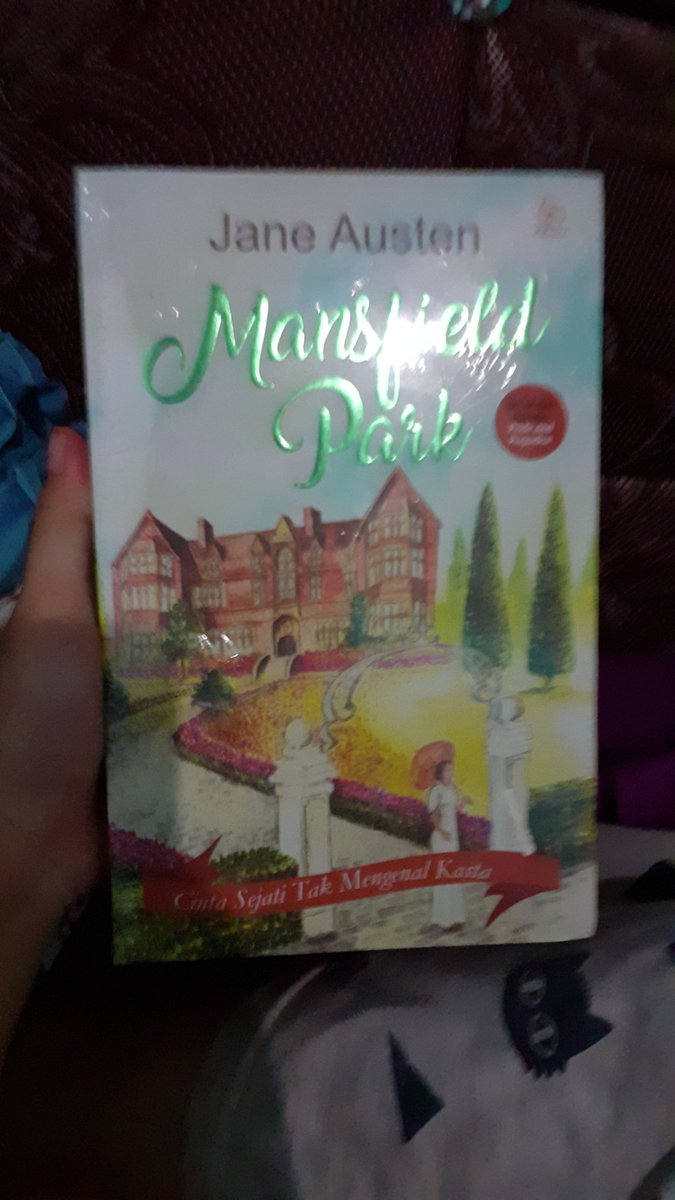 Jane Austen
Mansfield
Park
Cinta Sejati Tak Mengenal Kasta